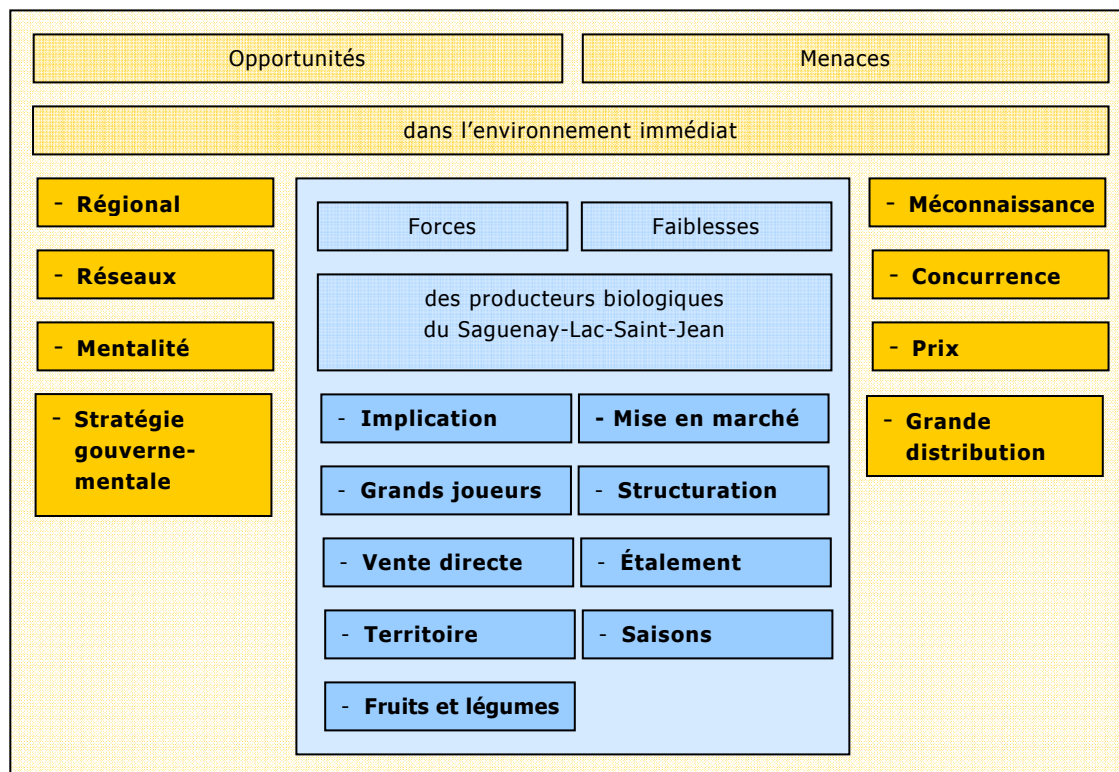 Opportunités
Menaces
dans l'environnement immédiat
- Régional
- Réseaux
- Mentalité
- Stratégie
gouverne-
mentale
Forces
Faiblesses
des producteurs biologiques
du Saguenay-Lac-Saint-Jean
- Implication
- Grands joueurs
- Vente directe
- Territoire
- Fruits et légumes
- Mise en marché
- Structuration
- Étalement
- Saisons
- Méconnaissance
- Concurrence
- Prix
- Grande
distribution